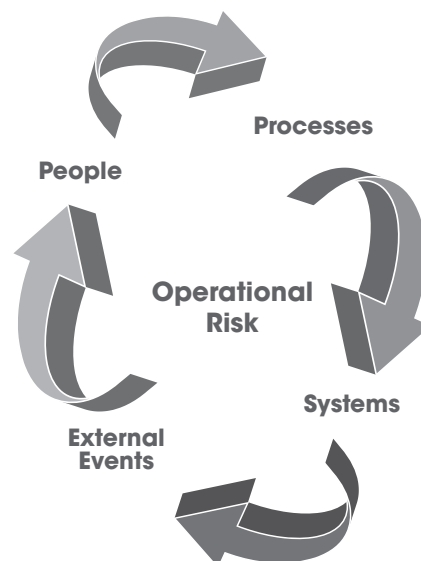 Processes
People
Operational
Risk
Systems
External
Events